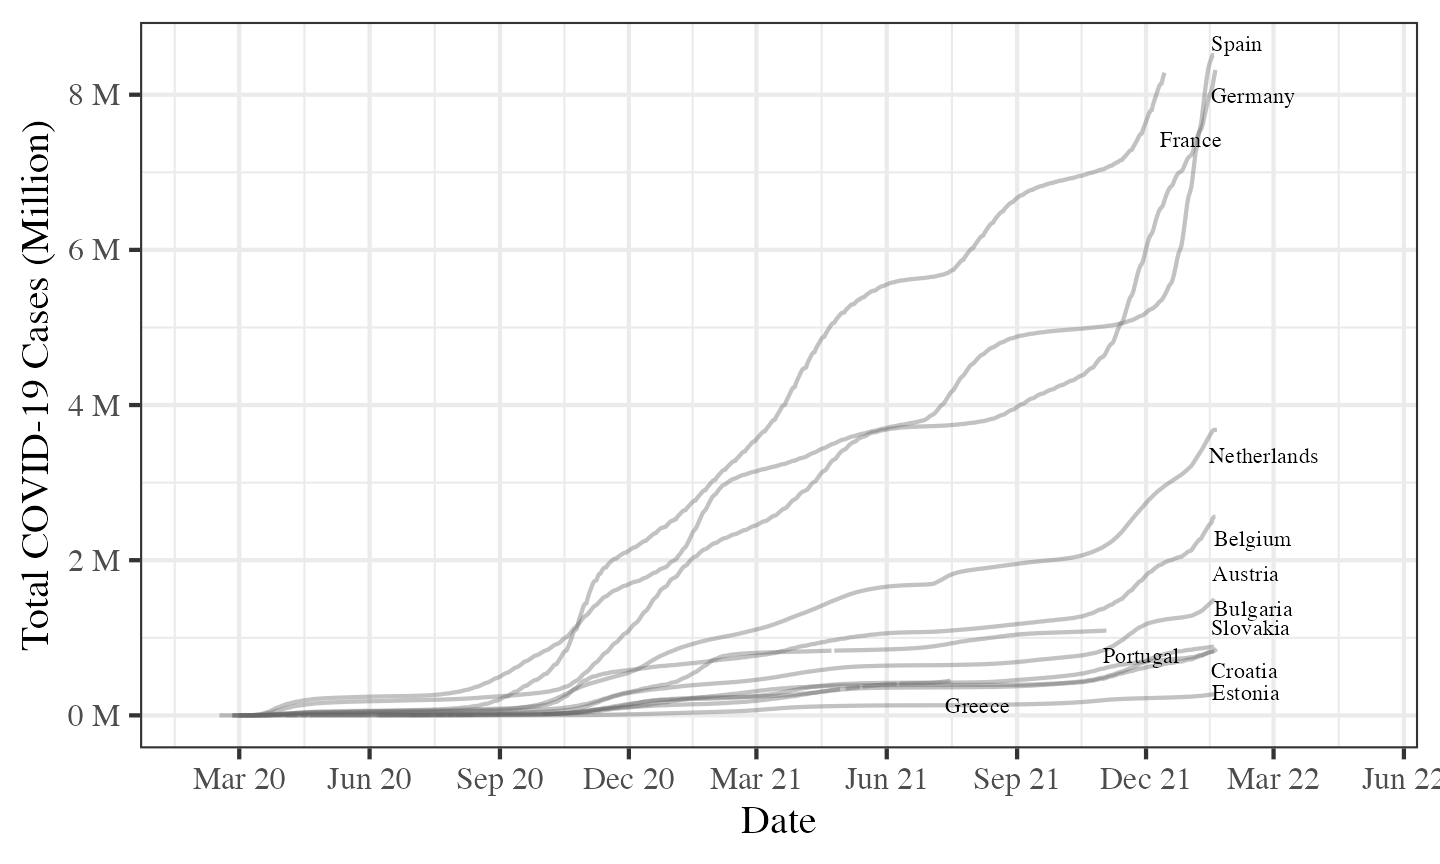 Total COVID-19 Cases (Million)
8 M
6 M
4 M
2 M
0 M
Spain
Germany
France
Netherlands
Belgium
Austria
Bulgaria
Slovakia
Portugal
Croatia
Estonia
Greece
Mar 20 Jun 20 Sep 20 Dec 20 Mar 21 Jun 21 Sep 21 Dec 21 Mar 22 Jun 22
Date